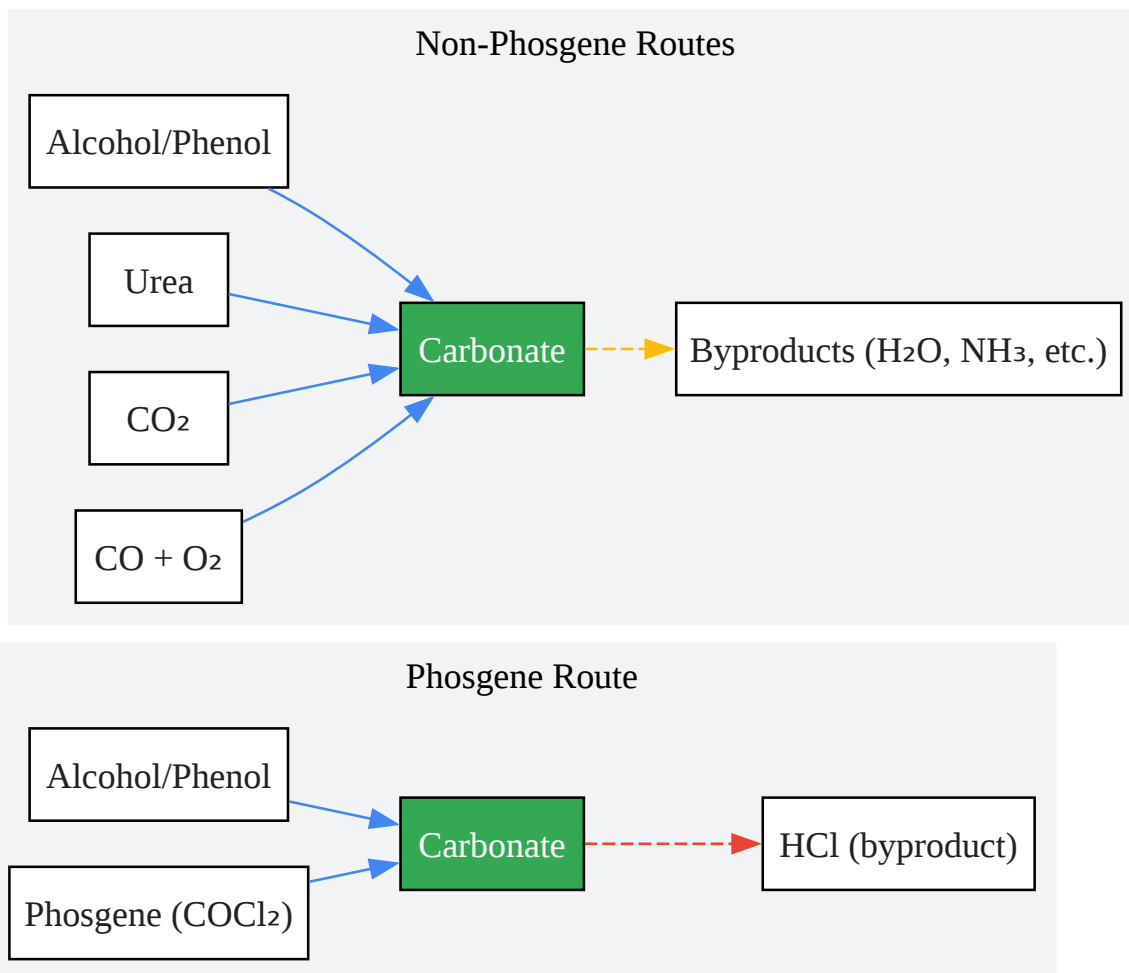 Non-Phosgene Routes
Alcohol/Phenol
Urea
Carbonate
Byproducts (H₂O, NH₃, etc.)
CO₂
CO + O₂
Phosgene Route
Alcohol/Phenol
Carbonate
HCl (byproduct)
Phosgene (COCl₂)